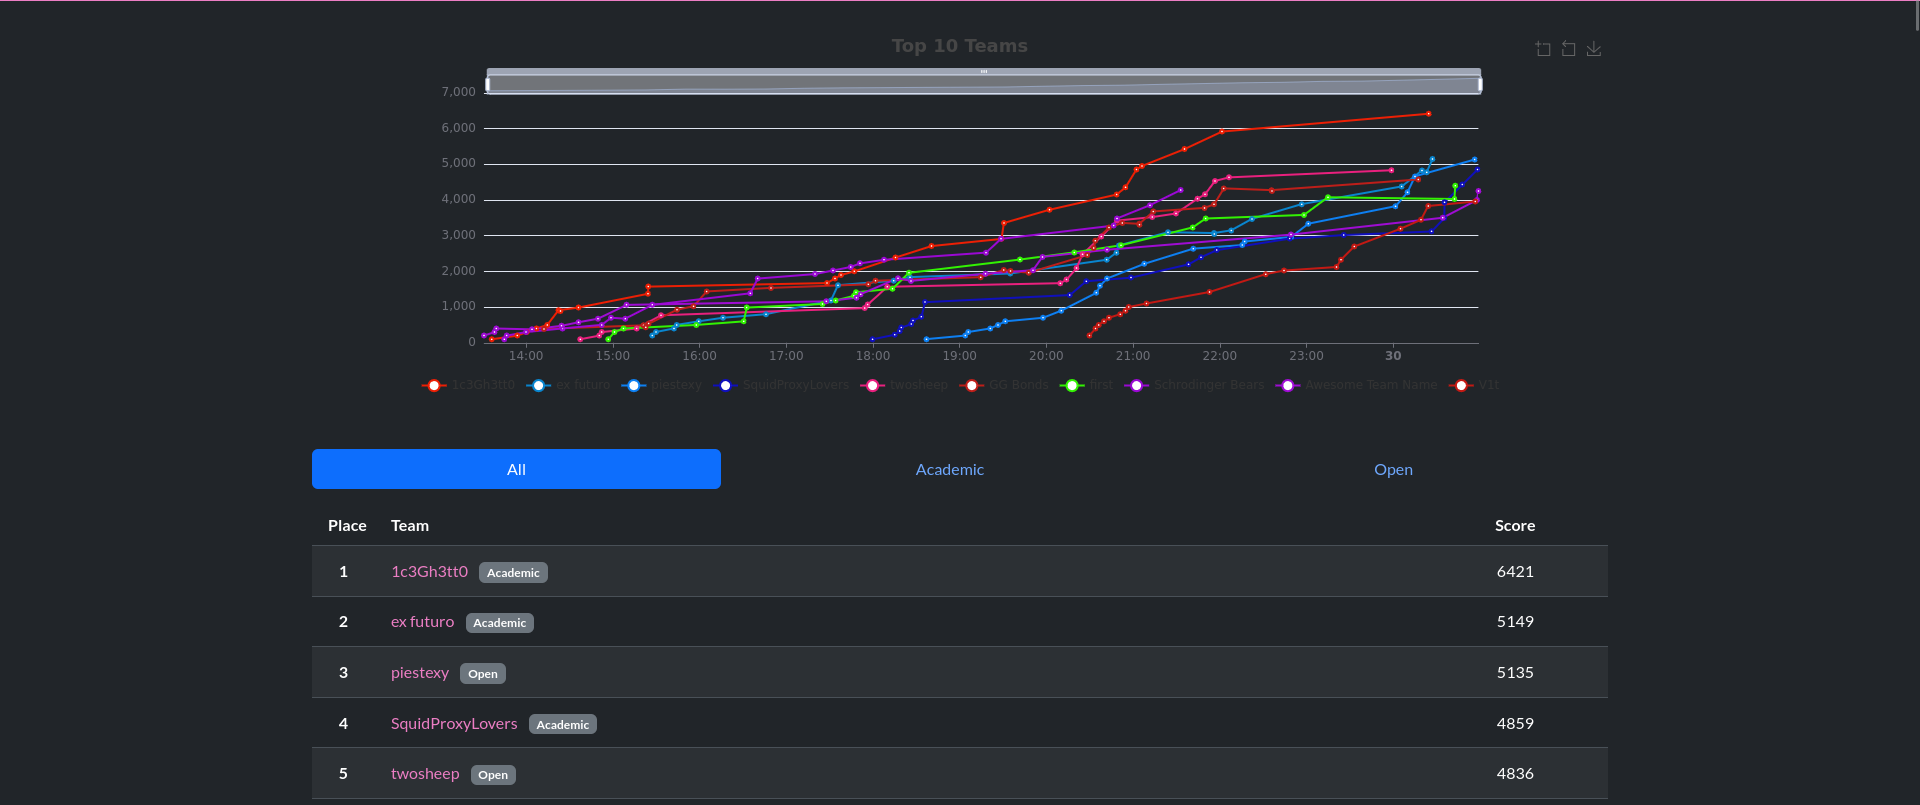 Top 10 Teams
7,000
6,000
5,000
4,000
3,000
2,000
1,000
0
14:00 15:00 16:00 17:00 18:00 19:00 20:00 21:00 22:00 23:00 30
1c3Gh3tt0 ex futuro piestexy SquidProxyLovers twosheep GG Bonds first Schrodinger Bears Awesome Team Name V1t
All Academic Open
Place Team Score
1 1c3Gh3tt0 Academic 6421
2 ex futuro Academic 5149
3 piestexy Open 5135
4 SquidProxyLovers Academic 4859
5 twosheep Open 4836